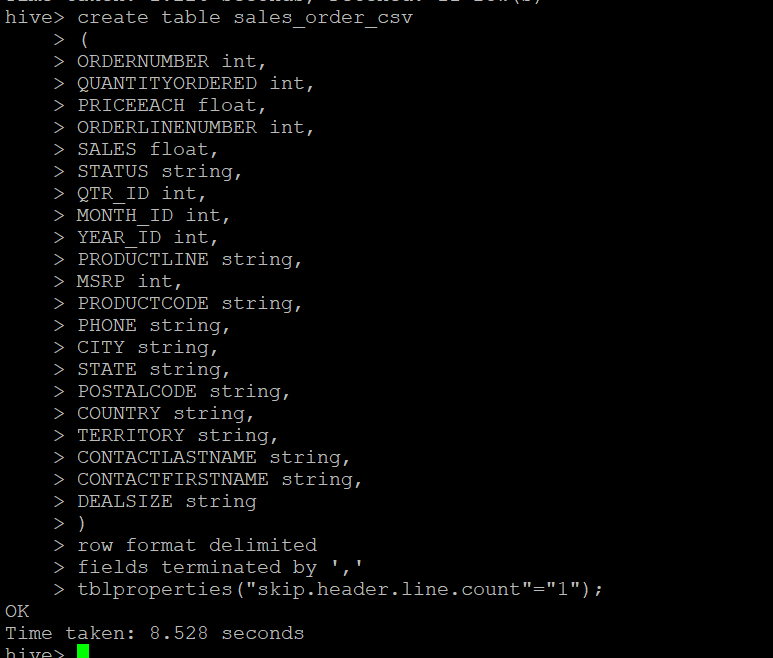 hive> create table sales_order_csv
> (
> ORDERNUMBER int,
> QUANTITYORDERED int,
> PRICEEACH float,
> ORDERLINENUMBER int,
> SALES float,
> STATUS string,
> QTR_ID int,
> MONTH_ID int,
> YEAR_ID int,
> PRODUCTLINE string,
> MSRP int,
> PRODUCTCODE string,
> PHONE string,
> CITY string,
> STATE string,
> POSTALCODE string,
> COUNTRY string,
> TERRITORY string,
> CONTACTLASTNAME string,
> CONTACTFIRSTNAME string,
> DEALSIZE string
> )
> row format delimited
> fields terminated by ','
> tblproperties("skip.header.line.count"="1");
OK
Time taken: 8.528 seconds
hive>